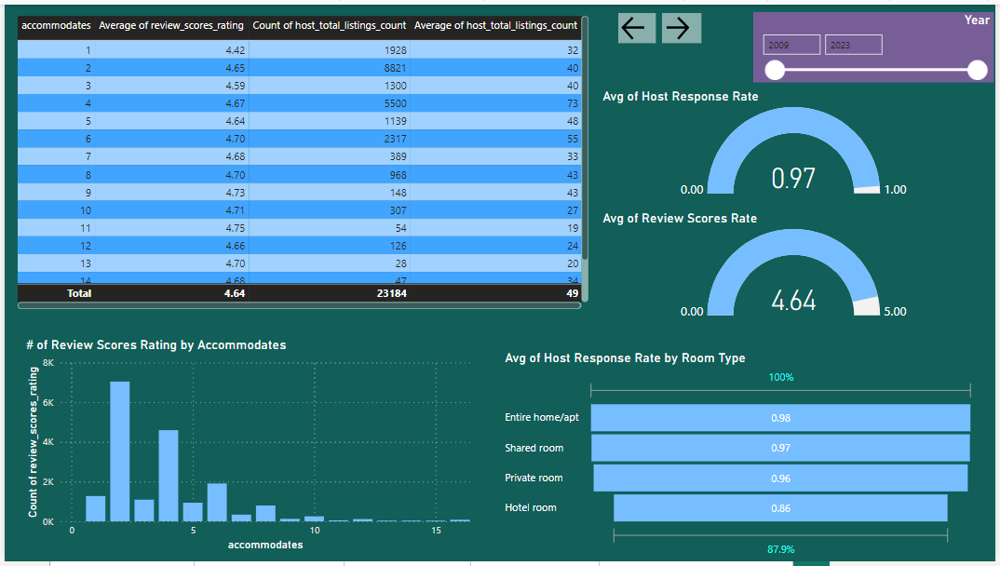 accommodates Average of review_scores_rating Count of host_total_listings_count Average of host_total_listings_count
1 4.42 1928 32
2 4.65 8821 40
3 4.59 1300 40
4 4.67 5500 73
5 4.64 1139 48
6 4.70 2317 55
7 4.68 389 33
8 4.70 968 43
9 4.73 148 43
10 4.71 307 27
11 4.75 54 19
12 4.66 126 24
13 4.70 28 20
14 4.68 47 34
Total 4.64 23184 49
Year
2009 2023
Avg of Host Response Rate
0.97
0.00 1.00
Avg of Review Scores Rate
4.64
0.00 5.00
# of Review Scores Rating by Accommodates
Count of review_scores_rating
8K
6K
4K
2K
0K
0 5 10 15
accommodates
Avg of Host Response Rate by Room Type
100%
Entire home/apt 0.98
Shared room 0.97
Private room 0.96
Hotel room 0.86
87.9%